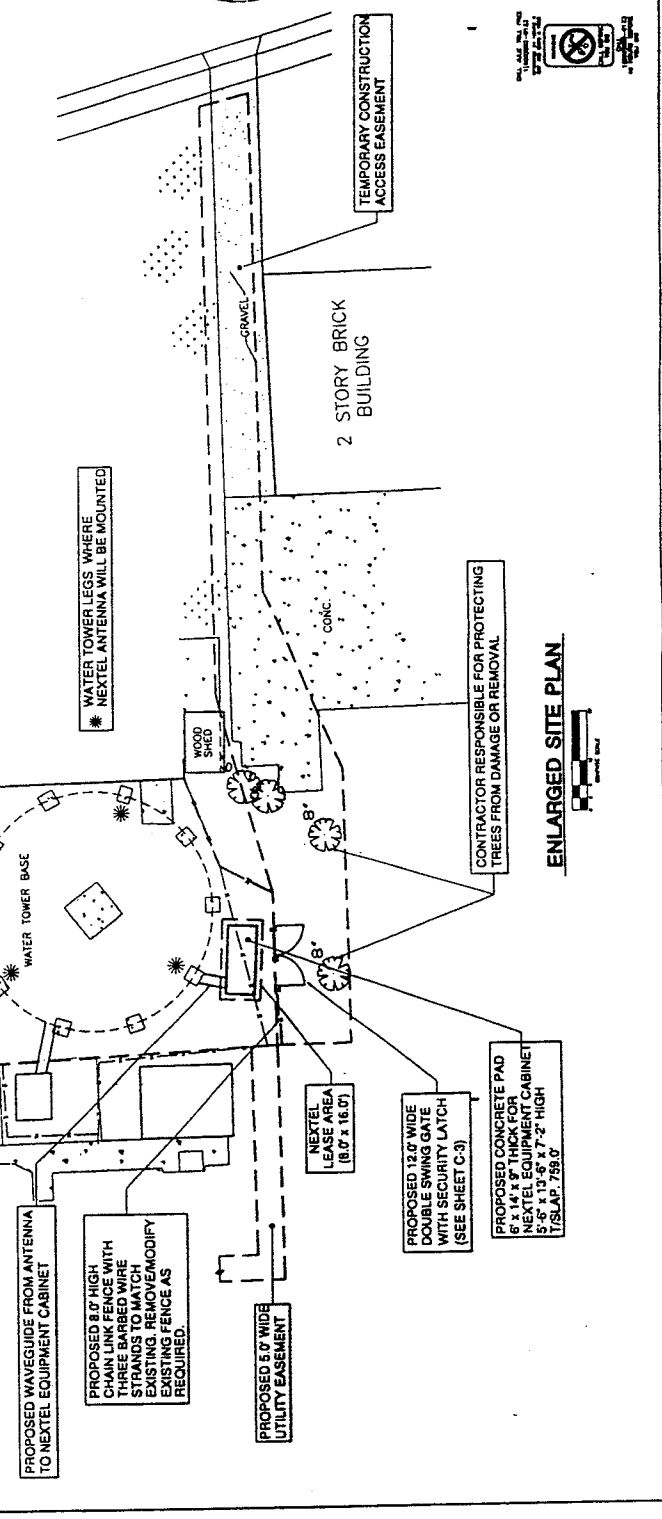 TEMPORARY CONSTRUCTION
ACCESS EASEMENT
GRAVEL
2 STORY BRICK
BUILDING
WATER TOWER LEGS WHERE
NEXTEL ANTENNA WILL BE MOUNTED
CONC.
WOOD
SHED
WATER TOWER BASE
8"
8"
CONTRACTOR RESPONSIBLE FOR PROTECTING
TREES FROM DAMAGE OR REMOVAL
ENLARGED SITE PLAN
PROPOSED WAVEGUIDE FROM ANTENNA
TO NEXTEL EQUIPMENT CABINET
PROPOSED 8.0' HIGH
CHAIN LINK FENCE WITH
THREE BARBED WIRE
STRANDS TO MATCH
EXISTING. REMOVE/MODIFY
EXISTING FENCE AS
REQUIRED.
PROPOSED 5.0' WIDE
UTILITY EASEMENT
NEXTEL
LEASE AREA
(8.0' x 16.0')
PROPOSED 12.0' WIDE
DOUBLE SWING GATE
WITH SECURITY LATCH
(SEE SHEET C-3)
PROPOSED CONCRETE PAD
6' x 14' x 9" THICK FOR
NEXTEL EQUIPMENT CABINET
5'-6" x 13'-6" x 7'-2" HIGH
T/SLAP. 759.0'